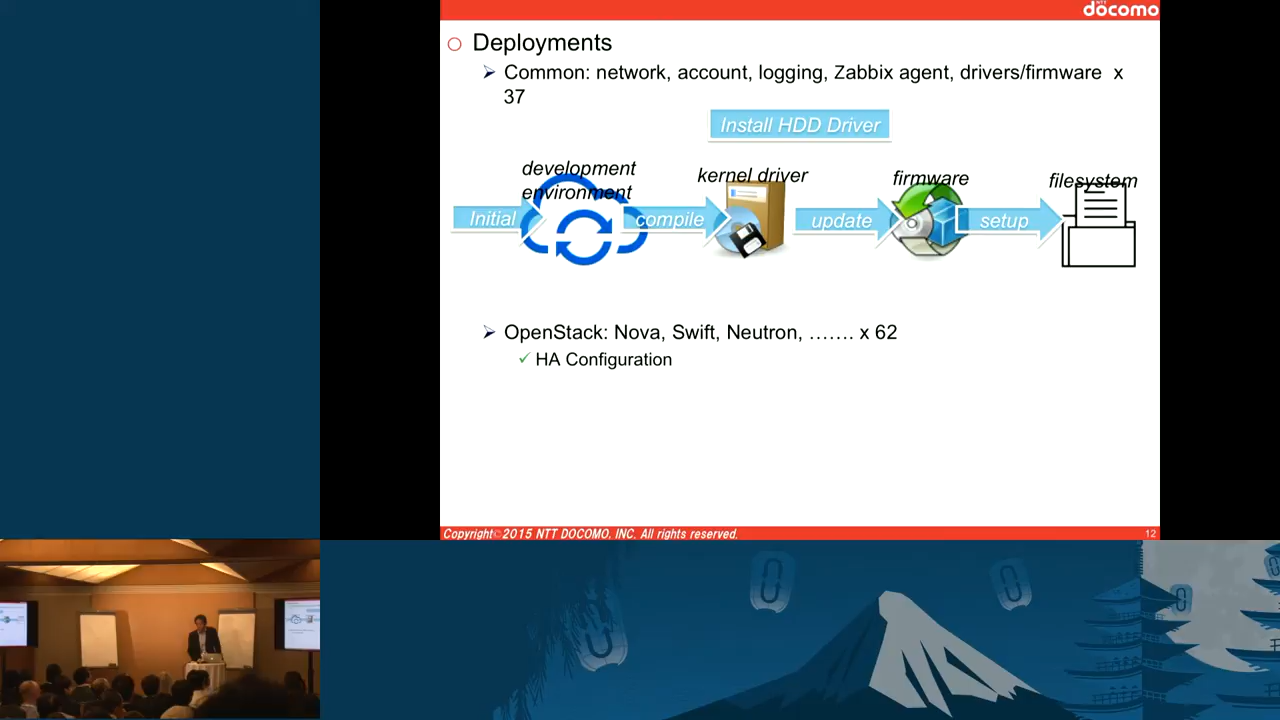 NTT
docomo
Deployments
Common: network, account, logging, Zabbix agent, drivers/firmware x
37
Install HDD Driver
development
environment
kernel driver
firmware
filesystem
Initial
compile
update
setup
OpenStack: Nova, Swift, Neutron, ……. x 62
HA Configuration
Copyright©2015 NTT DOCOMO, INC. All rights reserved.
12